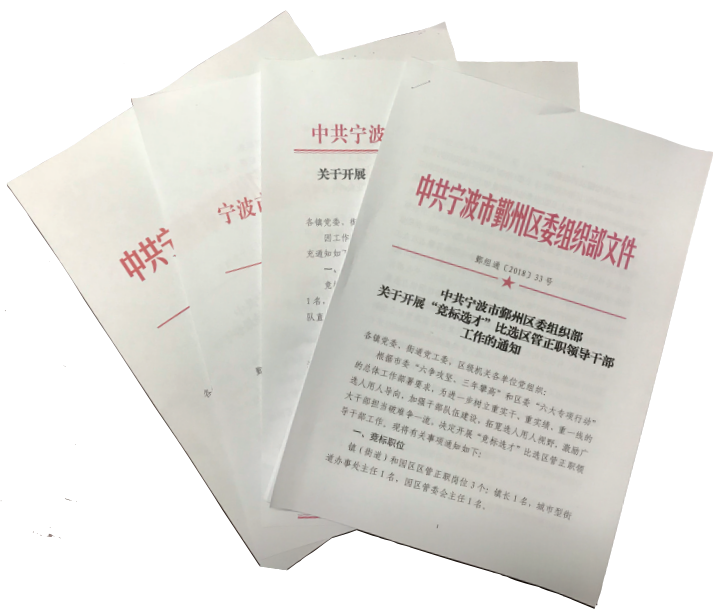 中共宁
宁波市
中共宁波
关于开展
各镇党委、街
因工作
充通知如下
一、
竞
1名，
队直
中共宁波市鄞州区委组织部文件
鄞组通〔2018〕33号
中共宁波市鄞州区委组织部
关于开展“竞标选才”比选区管正职领导干部
工作的通知
各镇党委、街道党工委，区级机关各单位党组织：
根据市委“六争攻坚、三年攀高”和区委“六大专项行动”
的总体工作部署要求，为进一步树立重实干、重实绩、重一线的
选人用人导向，加强干部队伍建设，拓宽选人用人视野，激励广
大干部担当破难争一流，决定开展“竞标选才”比选区管正职领
导干部工作，现将有关事项通知如下：
一、竞标职位
镇（街道）和园区区管正职岗位3个：镇长1名，城市型街
道办事处主任1名，园区管委会主任1名。
1